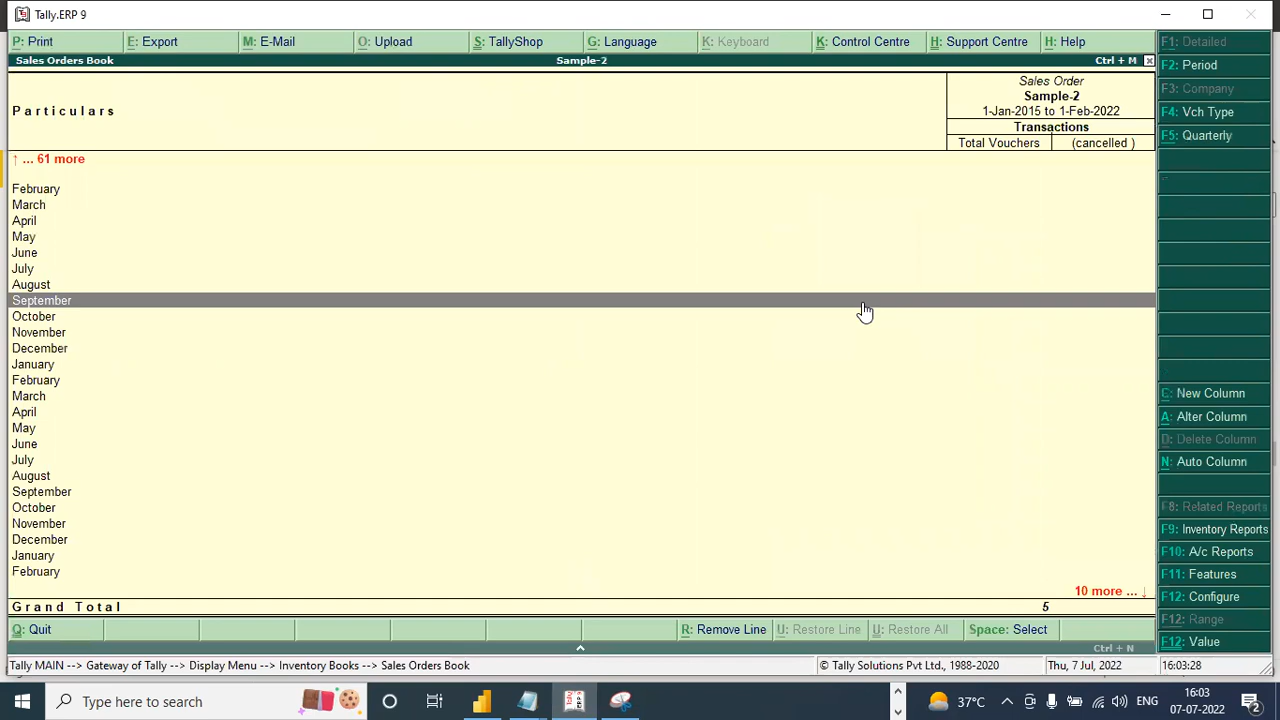 Tally.ERP 9
P: Print E: Export M: E-Mail O: Upload S: TallyShop G: Language K: Keyboard K: Control Centre H: Support Centre H: Help
Sales Orders Book Sample-2 Ctrl + M
Particulars
Sales Order
Sample-2
1-Jan-2015 to 1-Feb-2022
Transactions
Total Vouchers (cancelled )
↑ ... 61 more
February
March
April
May
June
July
August
September
October
November
December
January
February
March
April
May
June
July
August
September
October
November
December
January
February
10 more ... ↓
Grand Total 5
Q: Quit R: Remove Line U: Restore Line U: Restore All Space: Select
Ctrl + N
Tally MAIN --> Gateway of Tally --> Display Menu --> Inventory Books --> Sales Orders Book © Tally Solutions Pvt Ltd., 1988-2020 Thu, 7 Jul, 2022 16:03:28
F1: Detailed
F2: Period
F3: Company
F4: Vch Type
F5: Quarterly
C: New Column
A: Alter Column
D: Delete Column
N: Auto Column
F8: Related Reports
F9: Inventory Reports
F10: A/c Reports
F11: Features
F12: Configure
F12: Range
F12: Value
Type here to search
37°C
ENG
16:03
07-07-2022
2